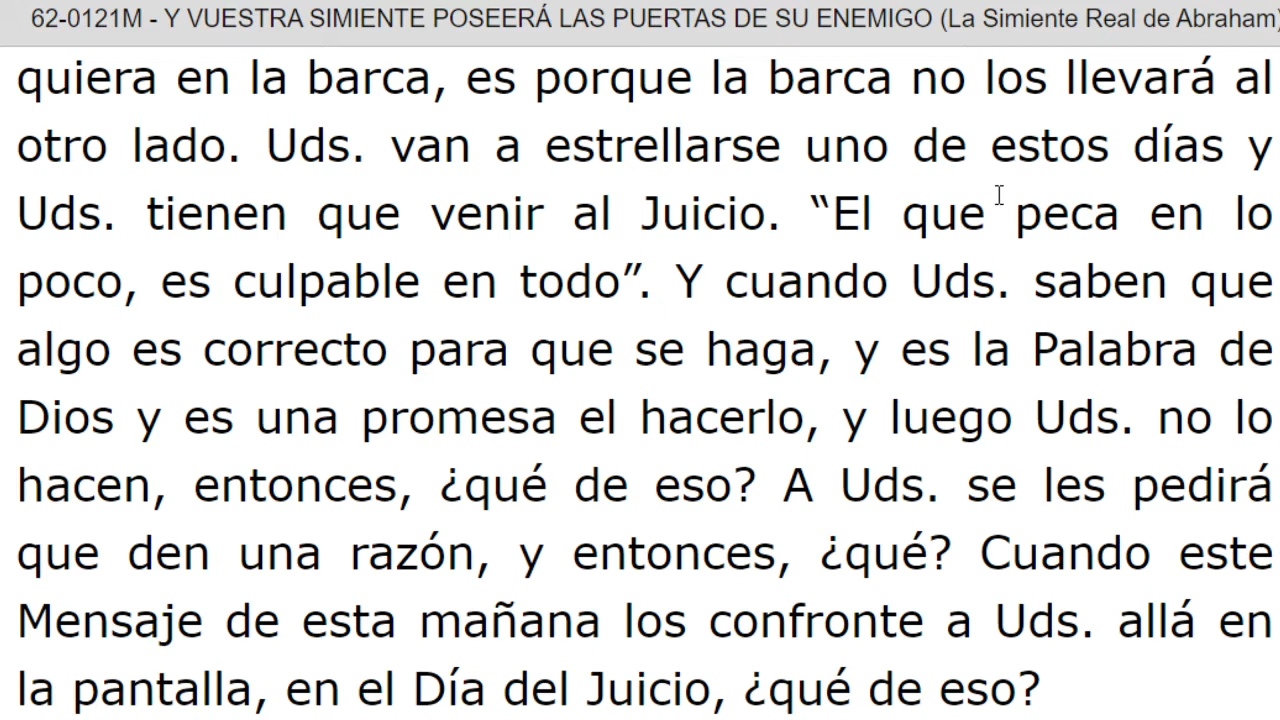 62-0121M - Y VUESTRA SIMIENTE POSEERÁ LAS PUERTAS DE SU ENEMIGO (La Simiente Real de Abraham)
quiera en la barca, es porque la barca no los llevará al
otro lado. Uds. van a estrellarse uno de estos días y
Uds. tienen que venir al Juicio. “El que peca en lo
poco, es culpable en todo”. Y cuando Uds. saben que
algo es correcto para que se haga, y es la Palabra de
Dios y es una promesa el hacerlo, y luego Uds. no lo
hacen, entonces, ¿qué de eso? A Uds. se les pedirá
que den una razón, y entonces, ¿qué? Cuando este
Mensaje de esta mañana los confronte a Uds. allá en
la pantalla, en el Día del Juicio, ¿qué de eso?